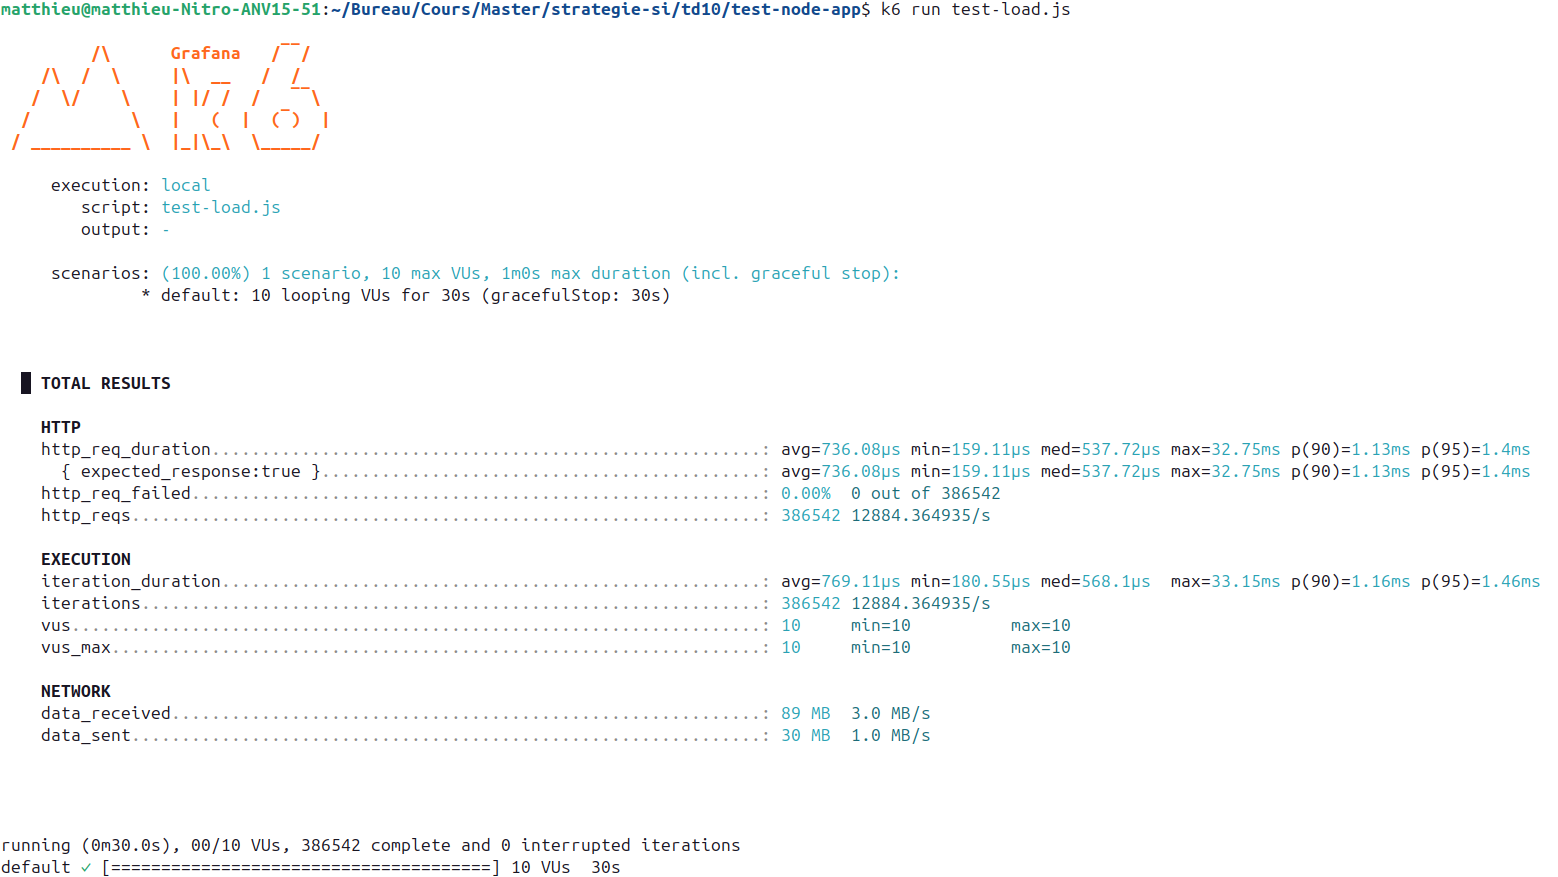 matthieu@matthieu-Nitro-ANV15-51:~/Bureau/Cours/Master/strategie-si/td10/test-node-app$ k6 run test-load.js
Grafana
execution: local
script: test-load.js
output: -
scenarios: (100.00%) 1 scenario, 10 max VUs, 1m0s max duration (incl. graceful stop):
* default: 10 looping VUs for 30s (gracefulStop: 30s)
TOTAL RESULTS
HTTP
http_req_duration.......................................................: avg=736.08µs min=159.11µs med=537.72µs max=32.75ms p(90)=1.13ms p(95)=1.4ms
{ expected_response:true }............................................: avg=736.08µs min=159.11µs med=537.72µs max=32.75ms p(90)=1.13ms p(95)=1.4ms
http_req_failed.........................................................: 0.00% 0 out of 386542
http_reqs...............................................................: 386542 12884.364935/s
EXECUTION
iteration_duration......................................................: avg=769.11µs min=180.55µs med=568.1µs max=33.15ms p(90)=1.16ms p(95)=1.46ms
iterations..............................................................: 386542 12884.364935/s
vus.....................................................................: 10 min=10 max=10
vus_max.................................................................: 10 min=10 max=10
NETWORK
data_received...........................................................: 89 MB 3.0 MB/s
data_sent...............................................................: 30 MB 1.0 MB/s
running (0m30.0s), 00/10 VUs, 386542 complete and 0 interrupted iterations
default ✓ [======================================] 10 VUs 30s